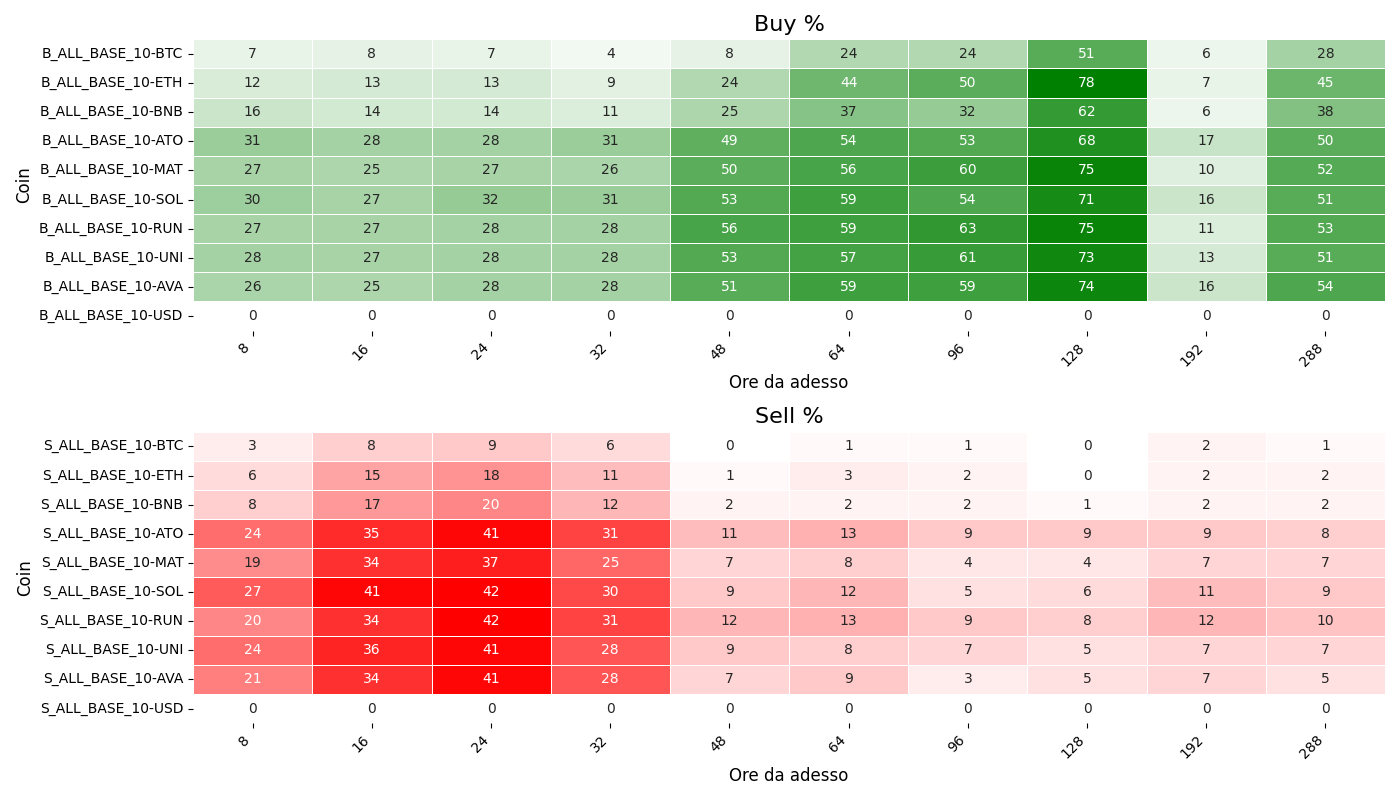 Buy %
Coin
B_ALL_BASE_10-BTC 7 8 7 4 8 24 24 51 6 28
B_ALL_BASE_10-ETH 12 13 13 9 24 44 50 78 7 45
B_ALL_BASE_10-BNB 16 14 14 11 25 37 32 62 6 38
B_ALL_BASE_10-ATO 31 28 28 31 49 54 53 68 17 50
B_ALL_BASE_10-MAT 27 25 27 26 50 56 60 75 10 52
B_ALL_BASE_10-SOL 30 27 32 31 53 59 54 71 16 51
B_ALL_BASE_10-RUN 27 27 28 28 56 59 63 75 11 53
B_ALL_BASE_10-UNI 28 27 28 28 53 57 61 73 13 51
B_ALL_BASE_10-AVA 26 25 28 28 51 59 59 74 16 54
B_ALL_BASE_10-USD 0 0 0 0 0 0 0 0 0 0
8 16 24 32 48 64 96 128 192 288
Ore da adesso
Sell %
Coin
S_ALL_BASE_10-BTC 3 8 9 6 0 1 1 0 2 1
S_ALL_BASE_10-ETH 6 15 18 11 1 3 2 0 2 2
S_ALL_BASE_10-BNB 8 17 20 12 2 2 2 1 2 2
S_ALL_BASE_10-ATO 24 35 41 31 11 13 9 9 9 8
S_ALL_BASE_10-MAT 19 34 37 25 7 8 4 4 7 7
S_ALL_BASE_10-SOL 27 41 42 30 9 12 5 6 11 9
S_ALL_BASE_10-RUN 20 34 42 31 12 13 9 8 12 10
S_ALL_BASE_10-UNI 24 36 41 28 9 8 7 5 7 7
S_ALL_BASE_10-AVA 21 34 41 28 7 9 3 5 7 5
S_ALL_BASE_10-USD 0 0 0 0 0 0 0 0 0 0
8 16 24 32 48 64 96 128 192 288
Ore da adesso